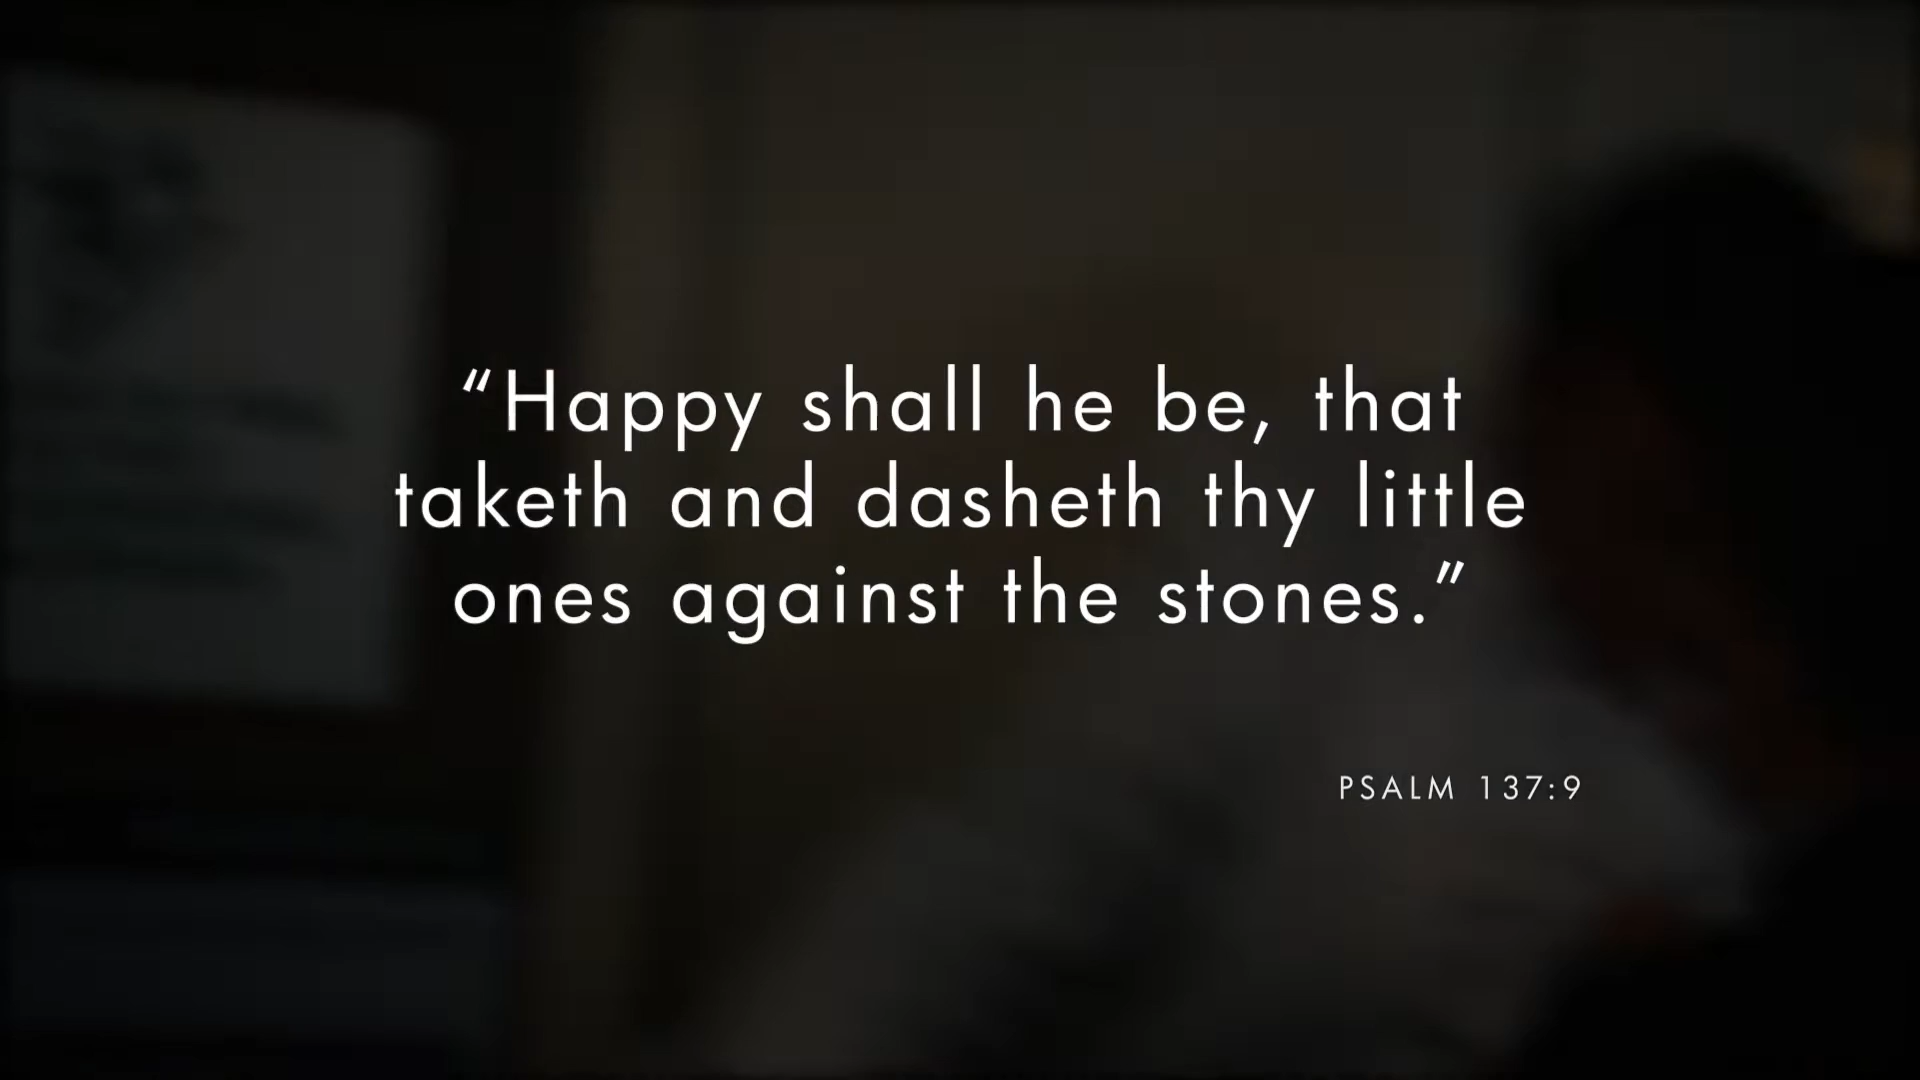 “Happy shall he be, that
taketh and dasheth thy little
ones against the stones.”
PSALM 137:9